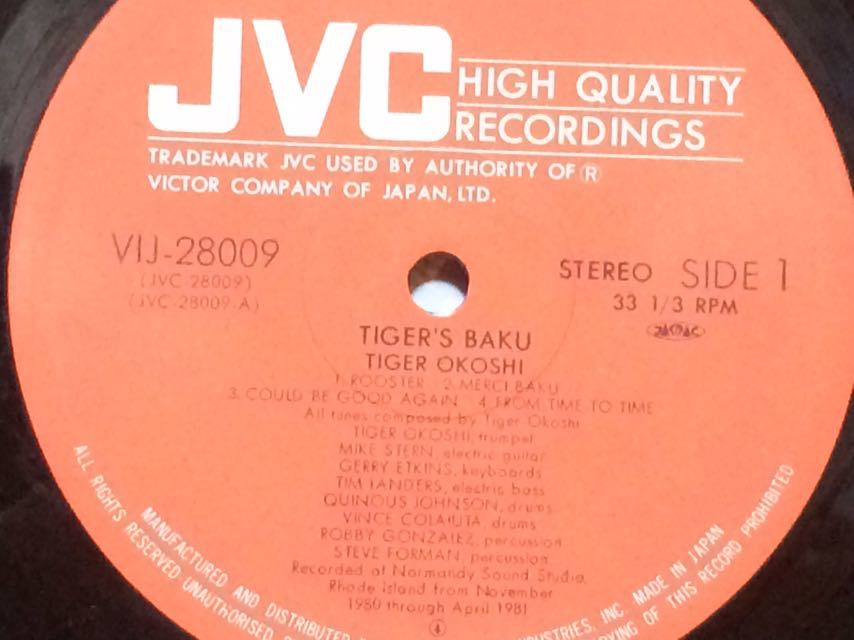 JVC HIGH QUALITY
RECORDINGS
TRADEMARK JVC USED BY AUTHORITY OF Ⓡ
VICTOR COMPANY OF JAPAN, LTD.
VIJ-28009
(JVC-28009)
(JVC-28009-A)
STEREO SIDE 1
33 1/3 RPM
TIGER'S BAKU
TIGER OKOSHI
1. ROOSTER 2. MERCI BAKU
3. COULD BE GOOD AGAIN 4. FROM TIME TO TIME
All tunes composed by Tiger Okoshi
TIGER OKOSHI, trumpet
MIKE STERN, electric guitar
GERRY ETKINS, keyboards
TIM LANDERS, electric bass
QUINOUS JOHNSON, drums
VINCE COLAIUTA, drums
ROBBY GONZALEZ, percussion
STEVE FORMAN, percussion
Recorded at Normandy Sound Studio,
Rhode Island from November
1980 through April 1981
ALL RIGHTS RESERVED UNAUTHORISED
MANUFACTURED AND DISTRIBUTED
INDUSTRIES, INC. MADE IN JAPAN
OF THIS RECORD PROHIBITED